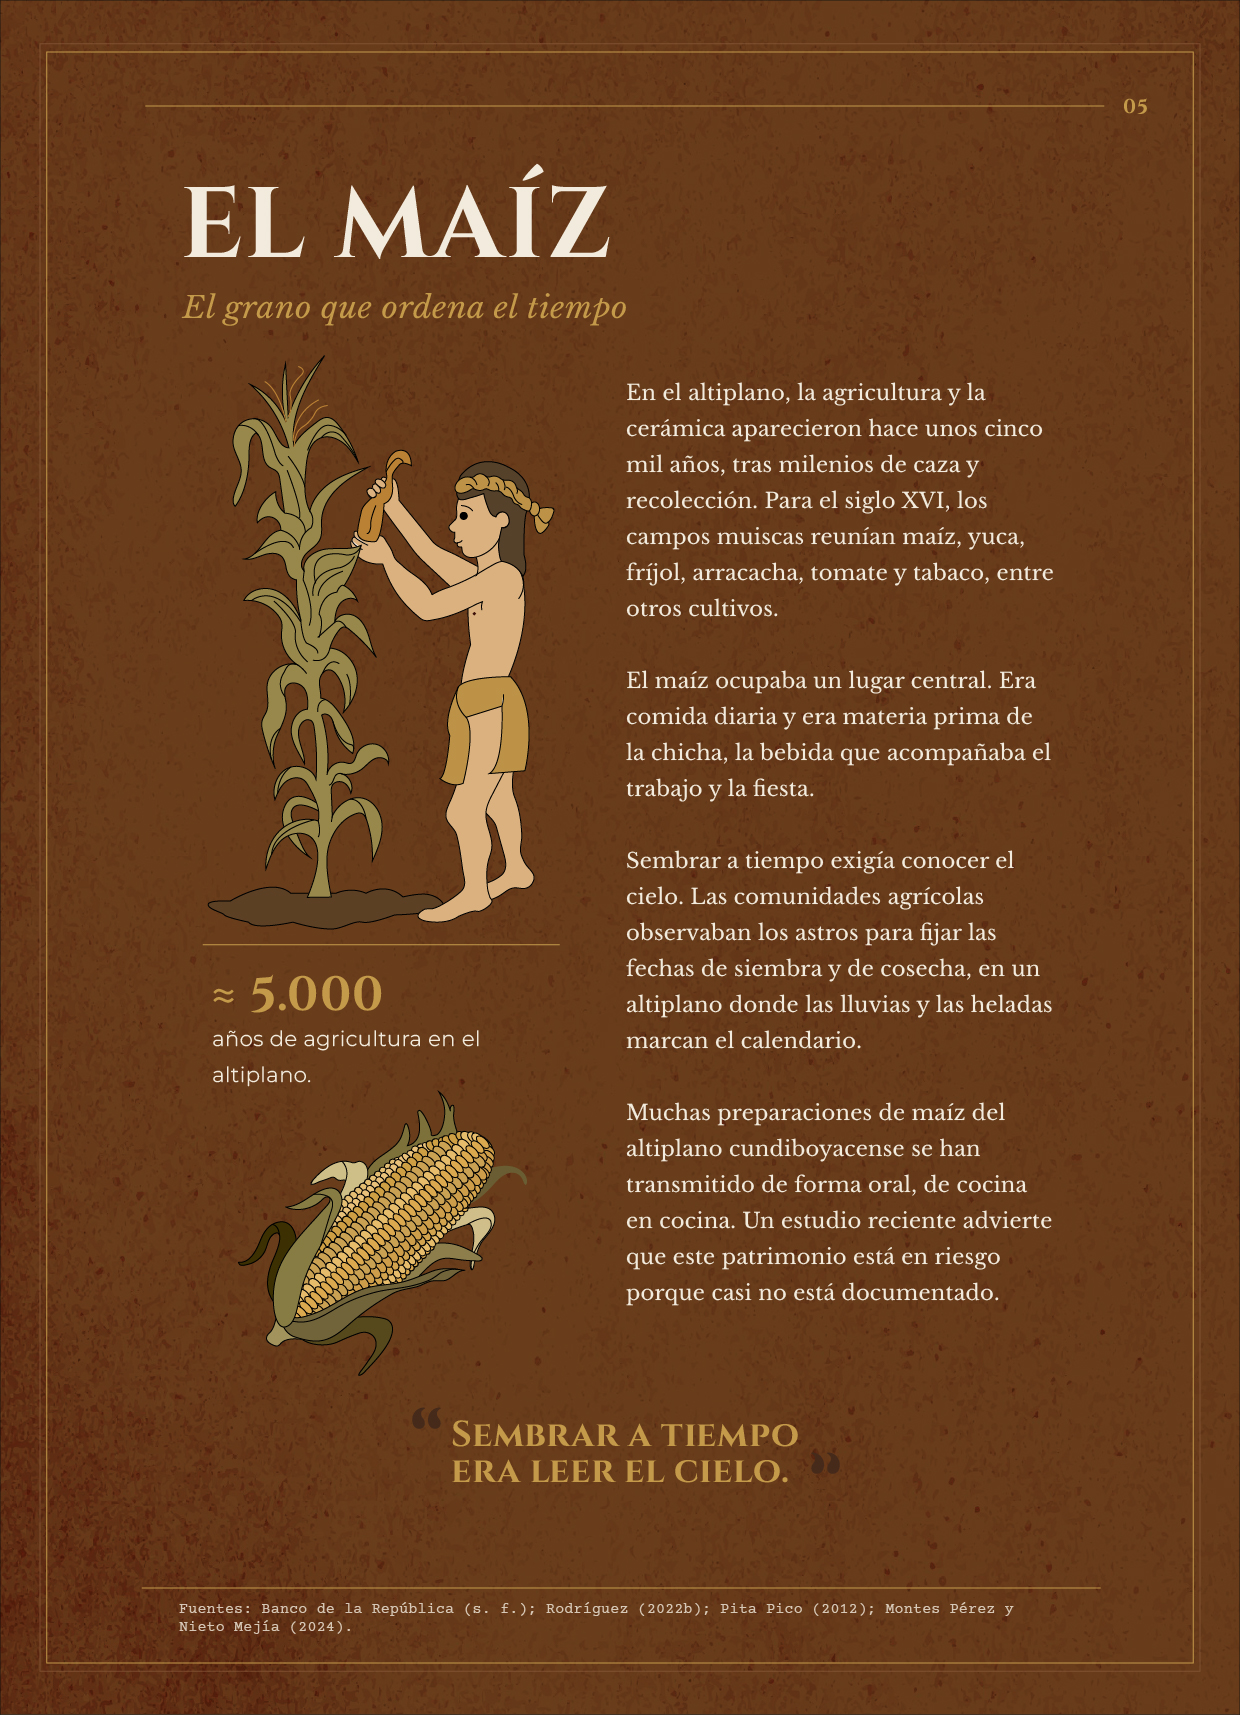 05
EL MAÍZ
El grano que ordena el tiempo
En el altiplano, la agricultura y la
cerámica aparecieron hace unos cinco
mil años, tras milenios de caza y
recolección. Para el siglo XVI, los
campos muiscas reunían maíz, yuca,
fríjol, arracacha, tomate y tabaco, entre
otros cultivos.
El maíz ocupaba un lugar central. Era
comida diaria y era materia prima de
la chicha, la bebida que acompañaba el
trabajo y la fiesta.
Sembrar a tiempo exigía conocer el
cielo. Las comunidades agrícolas
observaban los astros para fijar las
fechas de siembra y de cosecha, en un
altiplano donde las lluvias y las heladas
marcan el calendario.
Muchas preparaciones de maíz del
altiplano cundiboyacense se han
transmitido de forma oral, de cocina
en cocina. Un estudio reciente advierte
que este patrimonio está en riesgo
porque casi no está documentado.
≈ 5.000
años de agricultura en el
altiplano.
“ SEMBRAR A TIEMPO
ERA LEER EL CIELO. ”
Fuentes: Banco de la República (s. f.); Rodríguez (2022b); Pita Pico (2012); Montes Pérez y
Nieto Mejía (2024).